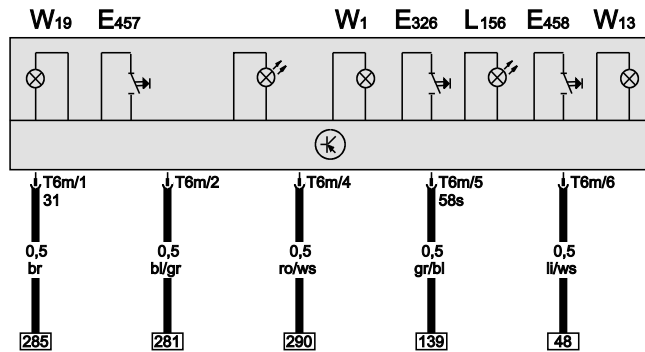 W19 E457 W1 E326 L156 E458 W13
T6m/1 T6m/2 T6m/4 T6m/5 T6m/6
31 58s
0,5 0,5 0,5 0,5 0,5
br bl/gr ro/ws gr/bl li/ws
285 281 290 139 48